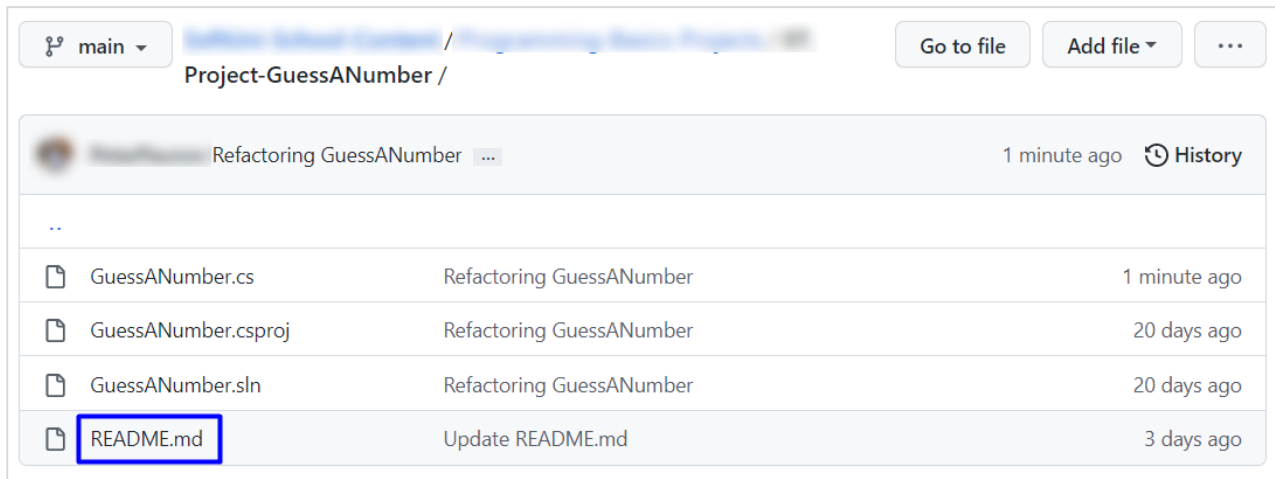 main
/ /
Go to file
Add file
...
Project-GuessANumber /
Refactoring GuessANumber ...
1 minute ago
History
..
GuessANumber.cs Refactoring GuessANumber 1 minute ago
GuessANumber.csproj Refactoring GuessANumber 20 days ago
GuessANumber.sln Refactoring GuessANumber 20 days ago
README.md Update README.md 3 days ago